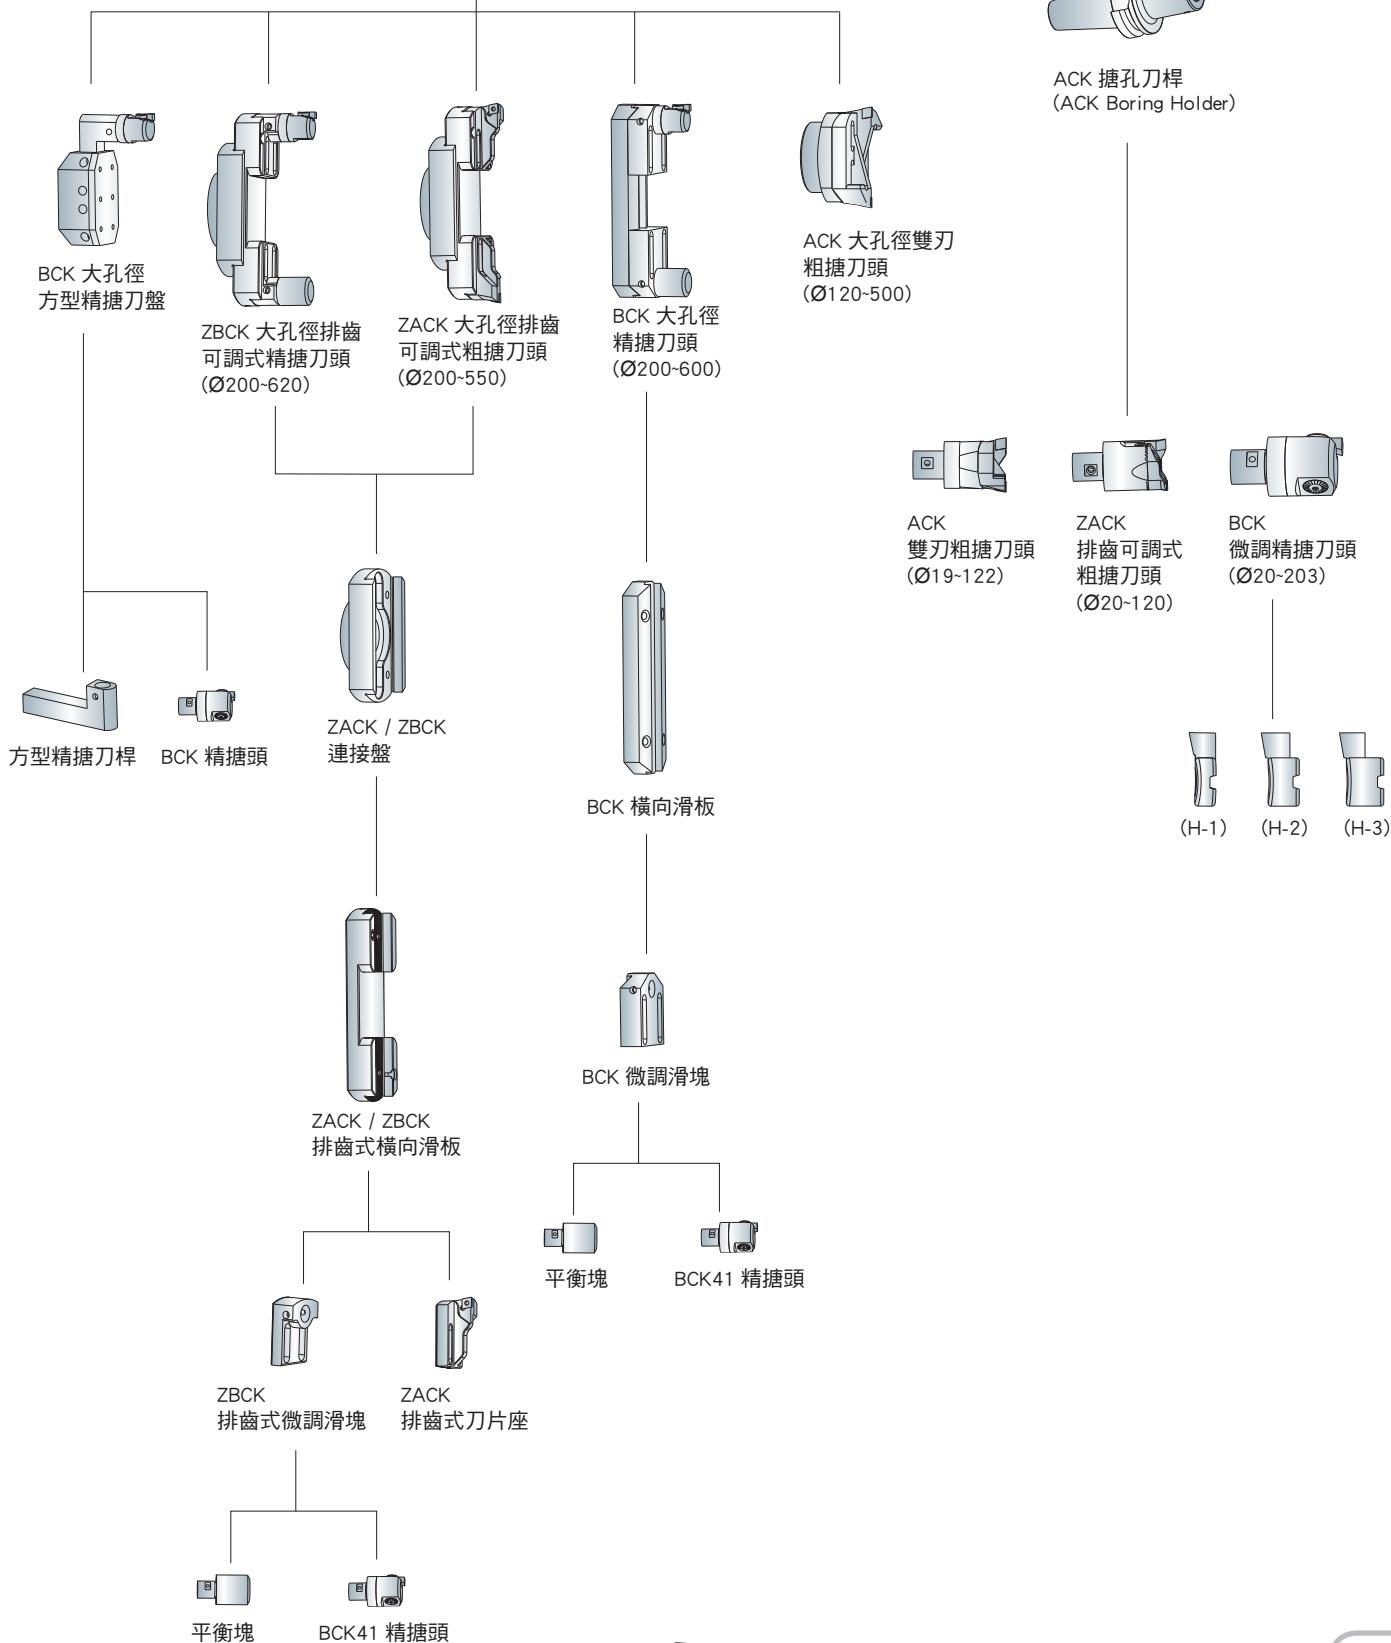 ACK 搪孔刀桿
(ACK Boring Holder)
BCK 大孔徑
方型精搪刀盤
ZBCK 大孔徑排齒
可調式精搪刀頭
(Ø200~620)
ZACK 大孔徑排齒
可調式粗搪刀頭
(Ø200~550)
BCK 大孔徑
精搪刀頭
(Ø200~600)
ACK 大孔徑雙刃
粗搪刀頭
(Ø120~500)
ACK
雙刃粗搪刀頭
(Ø19~122)
ZACK
排齒可調式
粗搪刀頭
(Ø20~120)
BCK
微調精搪刀頭
(Ø20~203)
方型精搪刀桿
BCK 精搪頭
ZACK / ZBCK
連接盤
BCK 橫向滑板
(H-1)
(H-2)
(H-3)
BCK 微調滑塊
ZACK / ZBCK
排齒式橫向滑板
平衡塊
BCK41 精搪頭
ZBCK
排齒式微調滑塊
ZACK
排齒式刀片座
平衡塊
BCK41 精搪頭